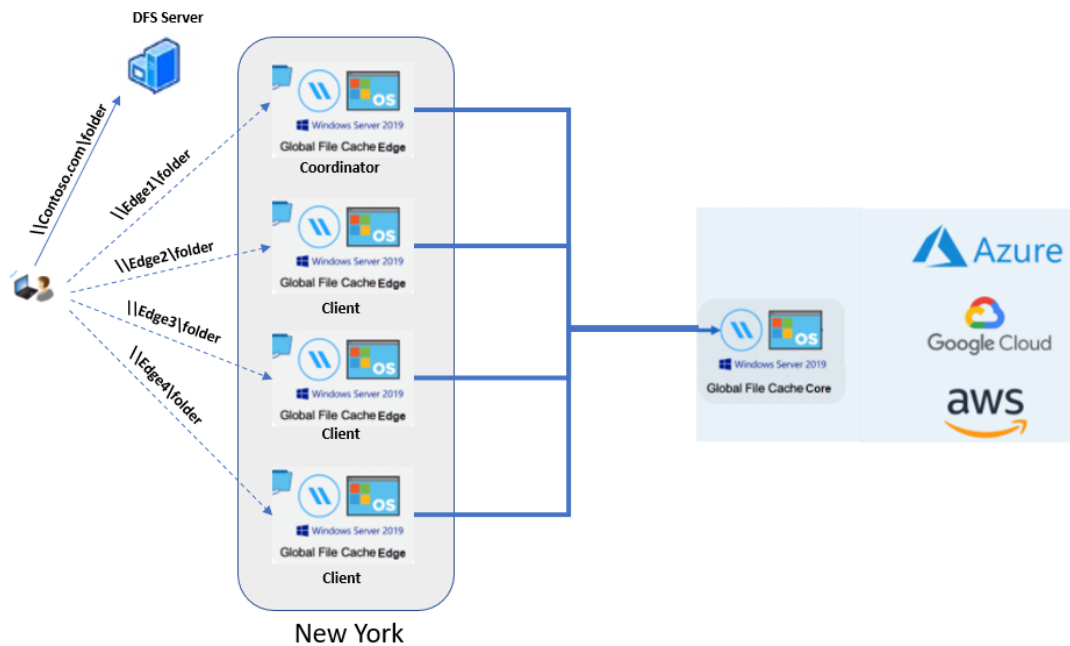 DFS Server
\\Contoso.com\folder
\\Edge1\folder
\\Edge2\folder
\\Edge3\folder
\\Edge4\folder
OS
Windows Server 2019
Global File Cache Edge
Coordinator
OS
Windows Server 2019
Global File Cache Edge
Client
OS
Windows Server 2019
Global File Cache Edge
Client
OS
Windows Server 2019
Global File Cache Edge
Client
New York
OS
Windows Server 2019
Global File Cache Core
Azure
Google Cloud
aws